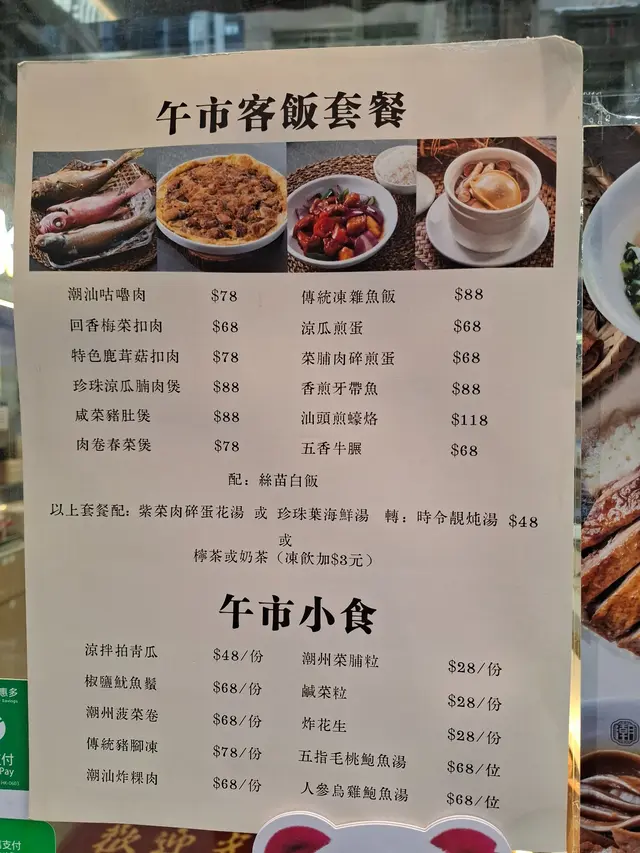 午市客飯套餐
潮汕咕嚕肉 $78
回香梅菜扣肉 $68
特色鹿茸菇扣肉 $78
珍珠涼瓜腩肉煲 $88
咸菜豬肚煲 $88
肉卷春菜煲 $78
傳統凍雜魚飯 $88
涼瓜煎蛋 $68
菜脯肉碎煎蛋 $68
香煎牙帶魚 $88
汕頭煎蠔烙 $118
五香牛𦟌 $68
配：絲苗白飯
以上套餐配：紫菜肉碎蛋花湯 或 珍珠葉海鮮湯 轉：時令靚炖湯 $48
或
檸茶或奶茶（凍飲加$3元）
午市小食
涼拌拍青瓜 $48/份
椒鹽魷魚鬚 $68/份
潮州菠菜卷 $68/份
傳統豬腳凍 $78/份
潮汕炸粿肉 $68/份
潮州菜脯粒 $28/份
鹹菜粒 $28/份
炸花生 $28/份
五指毛桃鮑魚湯 $68/位
人參烏雞鮑魚湯 $68/位
惠多
付
Pay
支付
歡迎